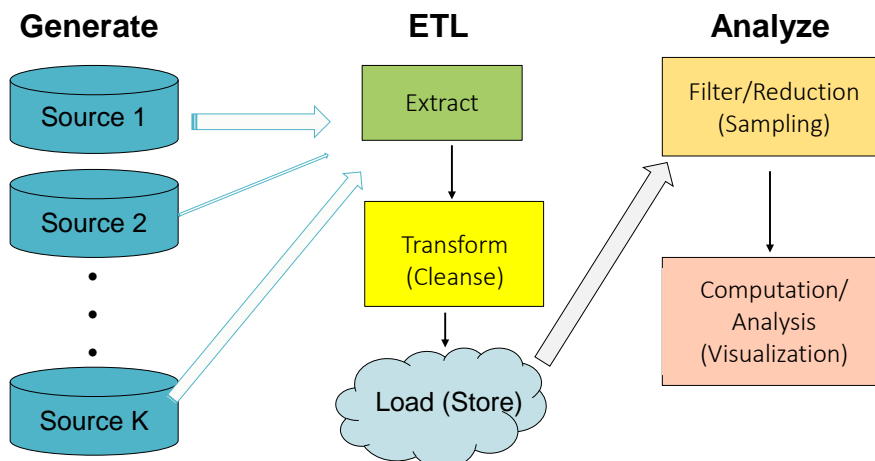 Generate
ETL
Analyze
Source 1
Source 2
Source K
Extract
Transform
(Cleanse)
Load (Store)
Filter/Reduction
(Sampling)
Computation/
Analysis
(Visualization)